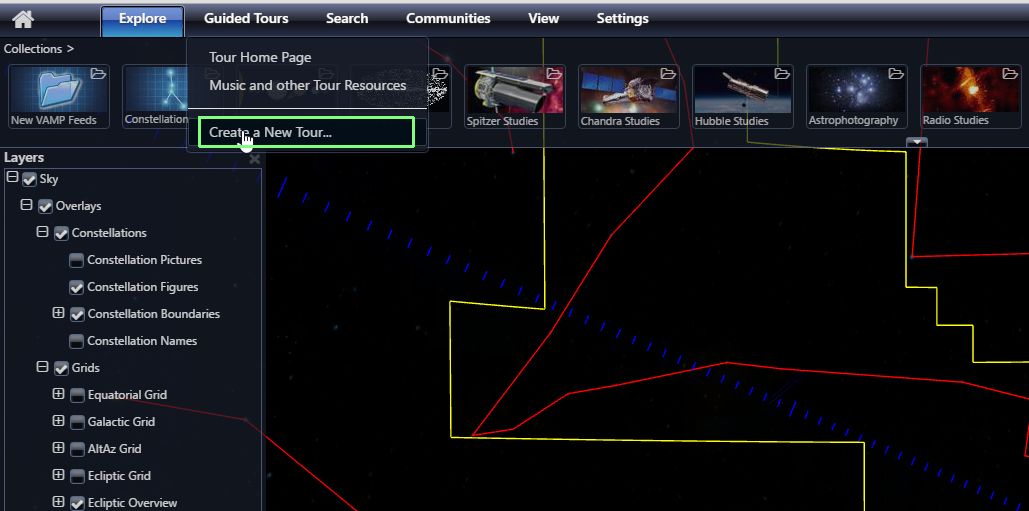 Explore Guided Tours Search Communities View Settings
Collections >
Tour Home Page
Music and other Tour Resources
Create a New Tour...
New VAMP Feeds
Constellation
Spitzer Studies
Chandra Studies
Hubble Studies
Astrophotography
Radio Studies
Layers
Sky
Overlays
Constellations
Constellation Pictures
Constellation Figures
Constellation Boundaries
Constellation Names
Grids
Equatorial Grid
Galactic Grid
AltAz Grid
Ecliptic Grid
Ecliptic Overview